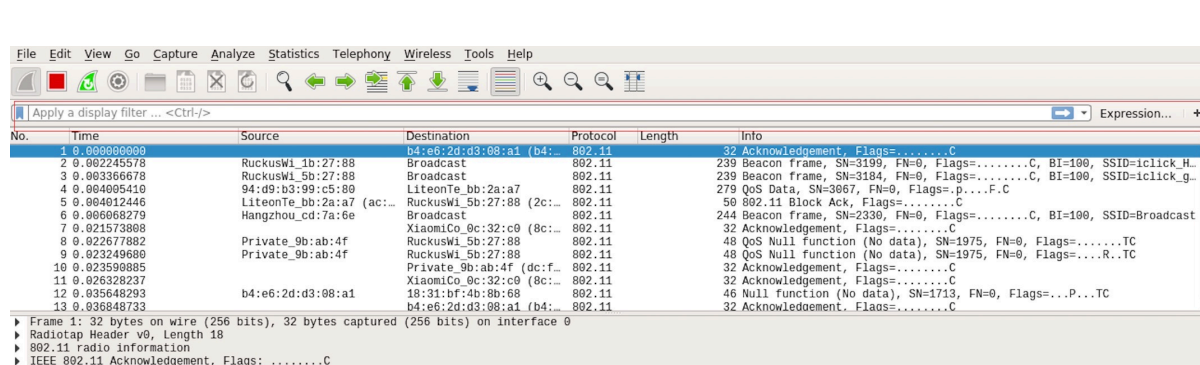 File Edit View Go Capture Analyze Statistics Telephony Wireless Tools Help
Apply a display filter ... <Ctrl-/> Expression... +
No. Time Source Destination Protocol Length Info
1 0.000000000 b4:e6:2d:d3:08:a1 (b4:… 802.11 32 Acknowledgement, Flags=........C
2 0.002245578 RuckusWi_1b:27:88 Broadcast 802.11 239 Beacon frame, SN=3199, FN=0, Flags=........C, BI=100, SSID=iclick_H…
3 0.003366678 RuckusWi_5b:27:88 Broadcast 802.11 239 Beacon frame, SN=3184, FN=0, Flags=........C, BI=100, SSID=iclick_g…
4 0.004005410 94:d9:b3:99:c5:80 LiteonTe_bb:2a:a7 802.11 279 QoS Data, SN=3067, FN=0, Flags=.p....F.C
5 0.004012446 LiteonTe_bb:2a:a7 (ac:… RuckusWi_5b:27:88 (2c:… 802.11 50 802.11 Block Ack, Flags=........C
6 0.006068279 Hangzhou_cd:7a:6e Broadcast 802.11 244 Beacon frame, SN=2330, FN=0, Flags=........C, BI=100, SSID=Broadcast
7 0.021573808 XiaomiCo_0c:32:c0 (8c:… 802.11 32 Acknowledgement, Flags=........C
8 0.022677882 Private_9b:ab:4f RuckusWi_5b:27:88 802.11 48 QoS Null function (No data), SN=1975, FN=0, Flags=.......TC
9 0.023249680 Private_9b:ab:4f RuckusWi_5b:27:88 802.11 48 QoS Null function (No data), SN=1975, FN=0, Flags=....R..TC
10 0.023590885 Private_9b:ab:4f (dc:f… 802.11 32 Acknowledgement, Flags=........C
11 0.026328237 XiaomiCo_0c:32:c0 (8c:… 802.11 32 Acknowledgement, Flags=........C
12 0.035648293 b4:e6:2d:d3:08:a1 18:31:bf:4b:8b:68 802.11 46 Null function (No data), SN=1713, FN=0, Flags=...P...TC
13 0.036848733 b4:e6:2d:d3:08:a1 (b4:… 802.11 32 Acknowledgement, Flags=........C
Frame 1: 32 bytes on wire (256 bits), 32 bytes captured (256 bits) on interface 0
Radiotap Header v0, Length 18
802.11 radio information
IEEE 802.11 Acknowledgement, Flags: ........C